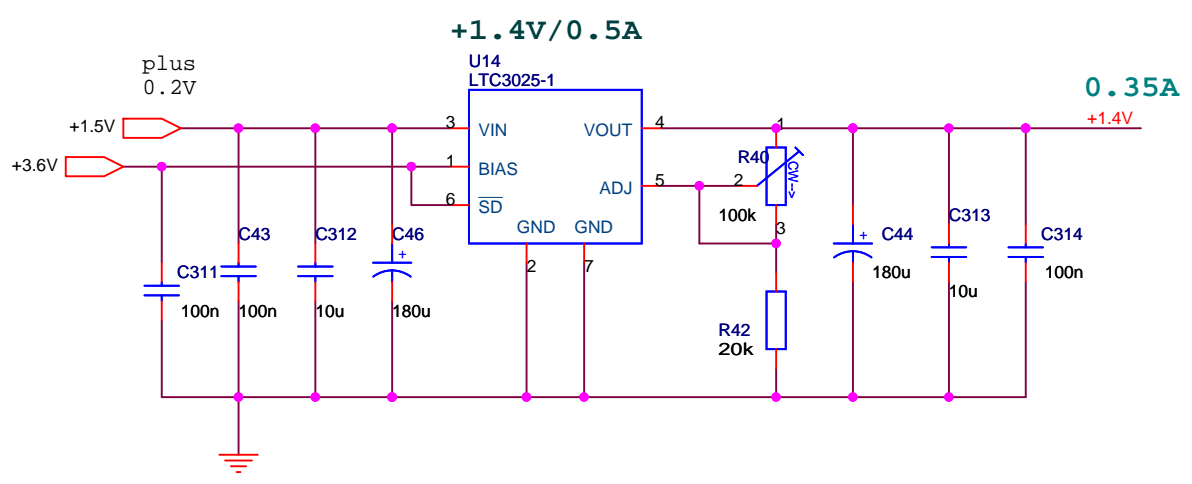 +1.4V/0.5A
U14
LTC3025-1
plus
0.2V
0.35A
+1.4V
+1.5V
+3.6V
3
VIN
VOUT
4
1
1
BIAS
R40
CW-->
ADJ
5
2
6
SD
100k
3
GND
GND
2
7
C43
C312
C46
+
C311
100n
100n
10u
180u
+
C44
180u
C313
10u
C314
100n
R42
20k